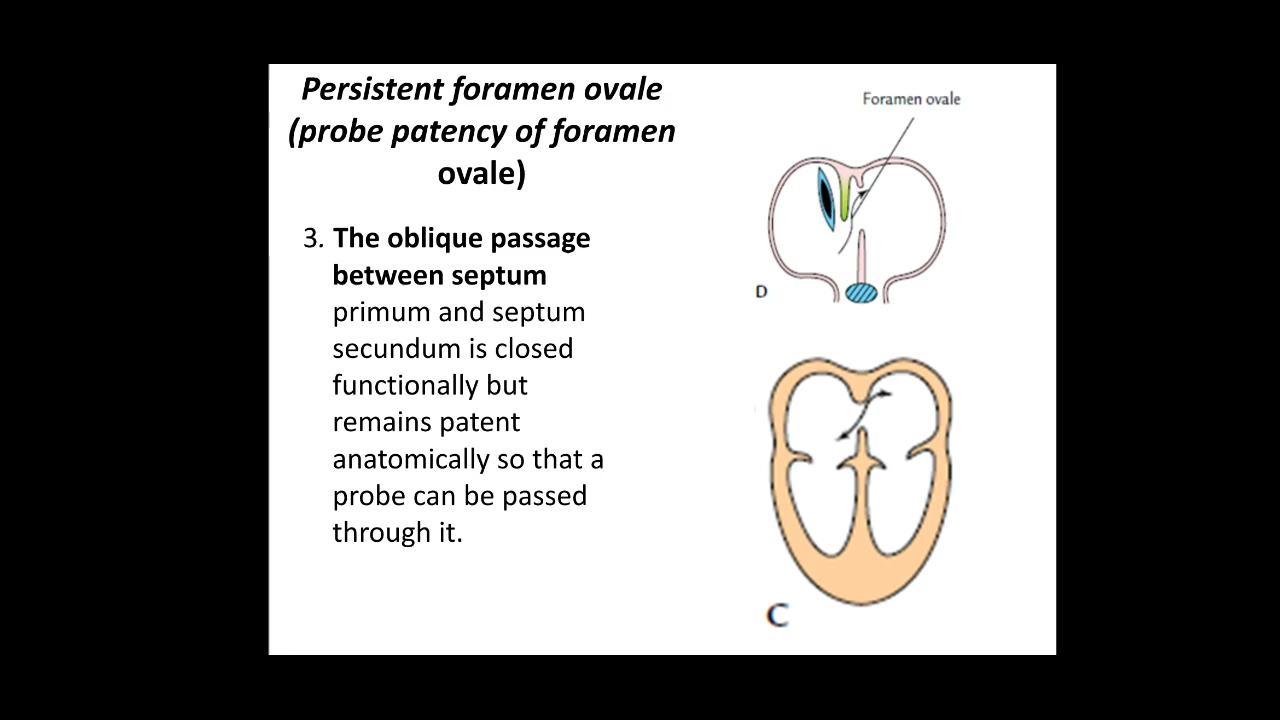 Persistent foramen ovale
(probe patency of foramen
ovale)
3. The oblique passage
between septum
primum and septum
secundum is closed
functionally but
remains patent
anatomically so that a
probe can be passed
through it.
Foramen ovale
D
C